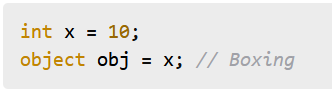 int x = 10;
object obj = x; // Boxing